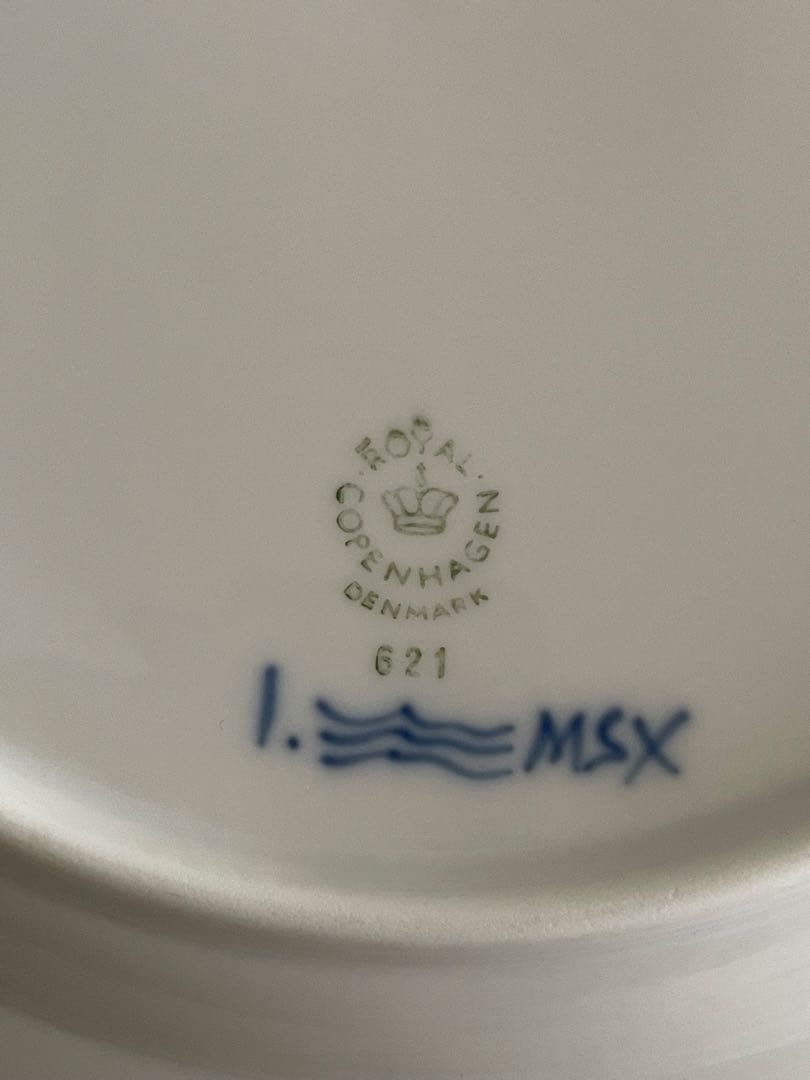 ROYAL
COPENHAGEN
DENMARK
621
1. MSX